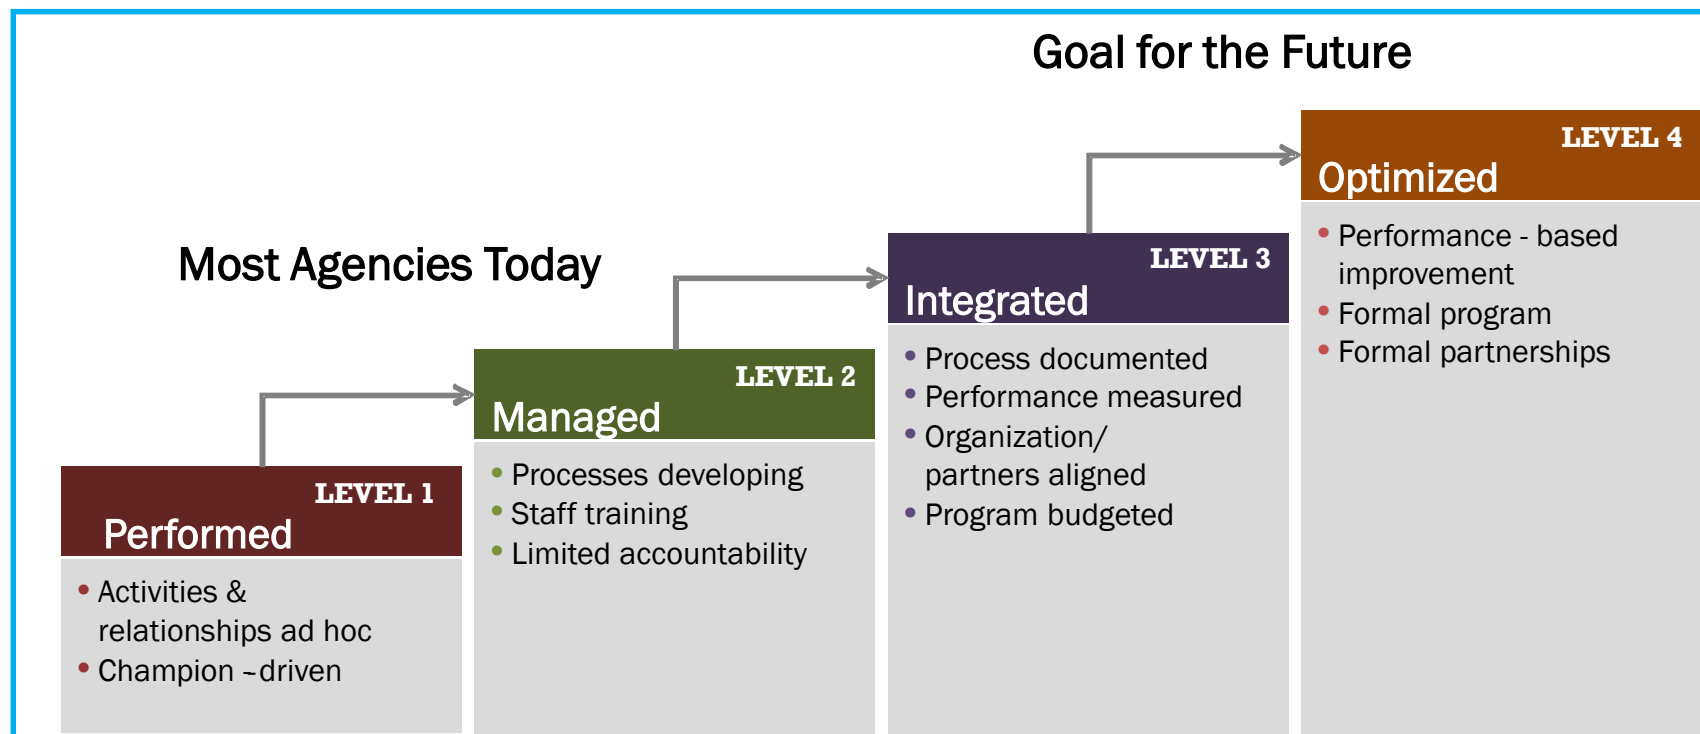 Goal for the Future
Most Agencies Today
LEVEL 1
Performed
• Activities &
relationships ad hoc
• Champion –driven
LEVEL 2
Managed
• Processes developing
• Staff training
• Limited accountability
LEVEL 3
Integrated
• Process documented
• Performance measured
• Organization/
partners aligned
• Program budgeted
LEVEL 4
Optimized
• Performance - based
improvement
• Formal program
• Formal partnerships